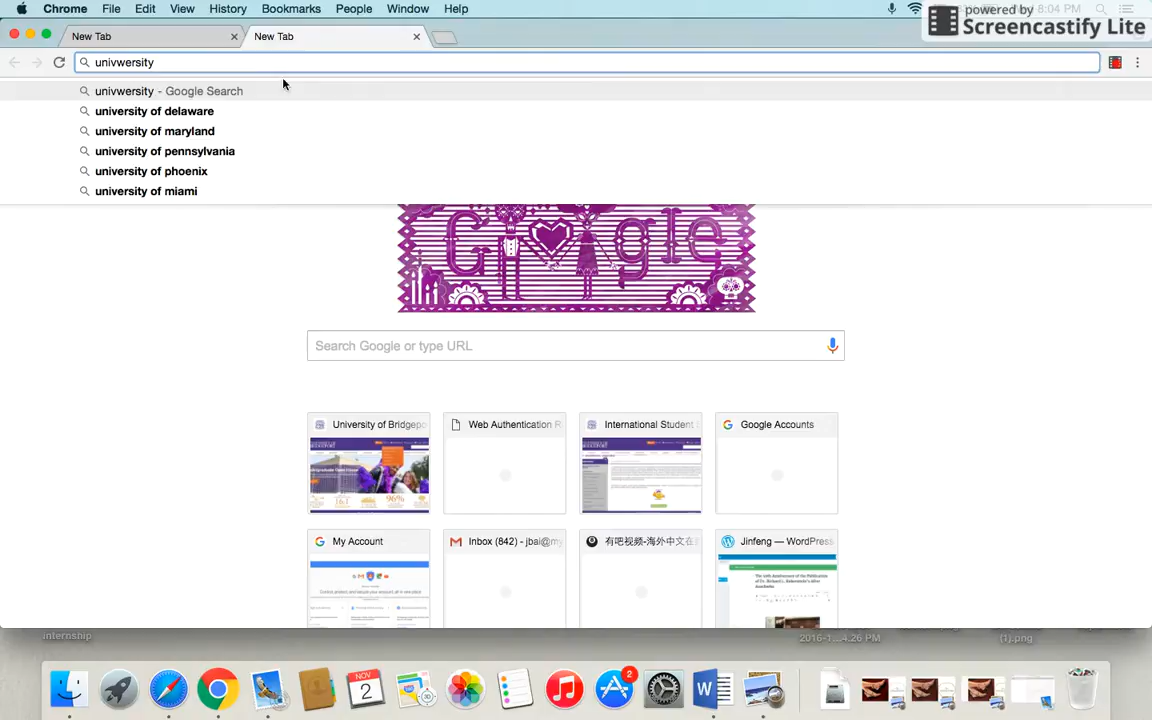 Chrome File Edit View History Bookmarks People Window Help 8:04 PM
powered by
Screencastify Lite
New Tab New Tab
univwersity
univwersity - Google Search
university of delaware
university of maryland
university of pennsylvania
university of phoenix
university of miami
Google
Search Google or type URL
University of Bridgepo Web Authentication R International Student Google Accounts
96%
My Account Inbox (842) - jbai@my 有吧视频-海外中文在 Jinfeng — WordPress
internship 2016-1...4.26 PM (1).png
NOV
2
2